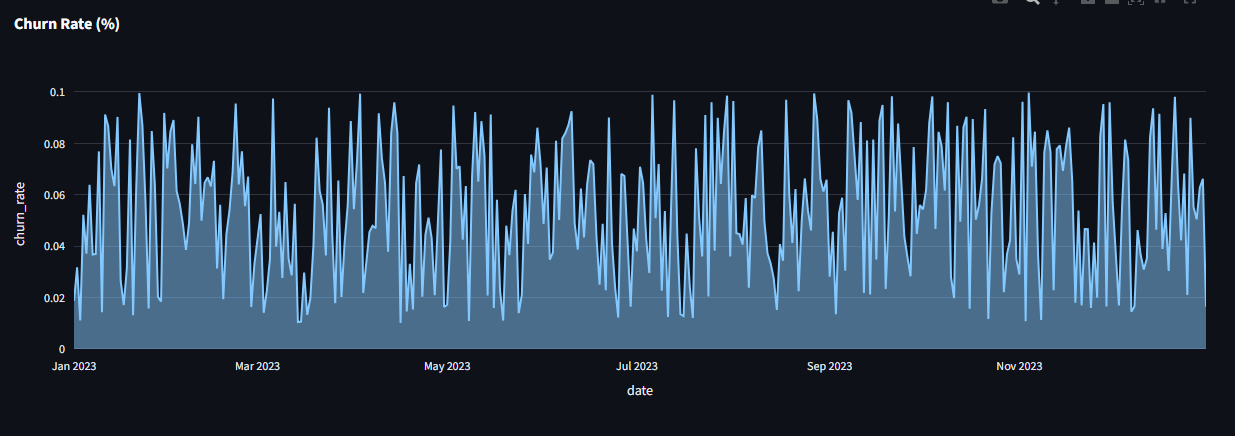 Churn Rate (%)
0.1
0.08
0.06
0.04
0.02
0
churn_rate
Jan 2023
Mar 2023
May 2023
Jul 2023
Sep 2023
Nov 2023
date